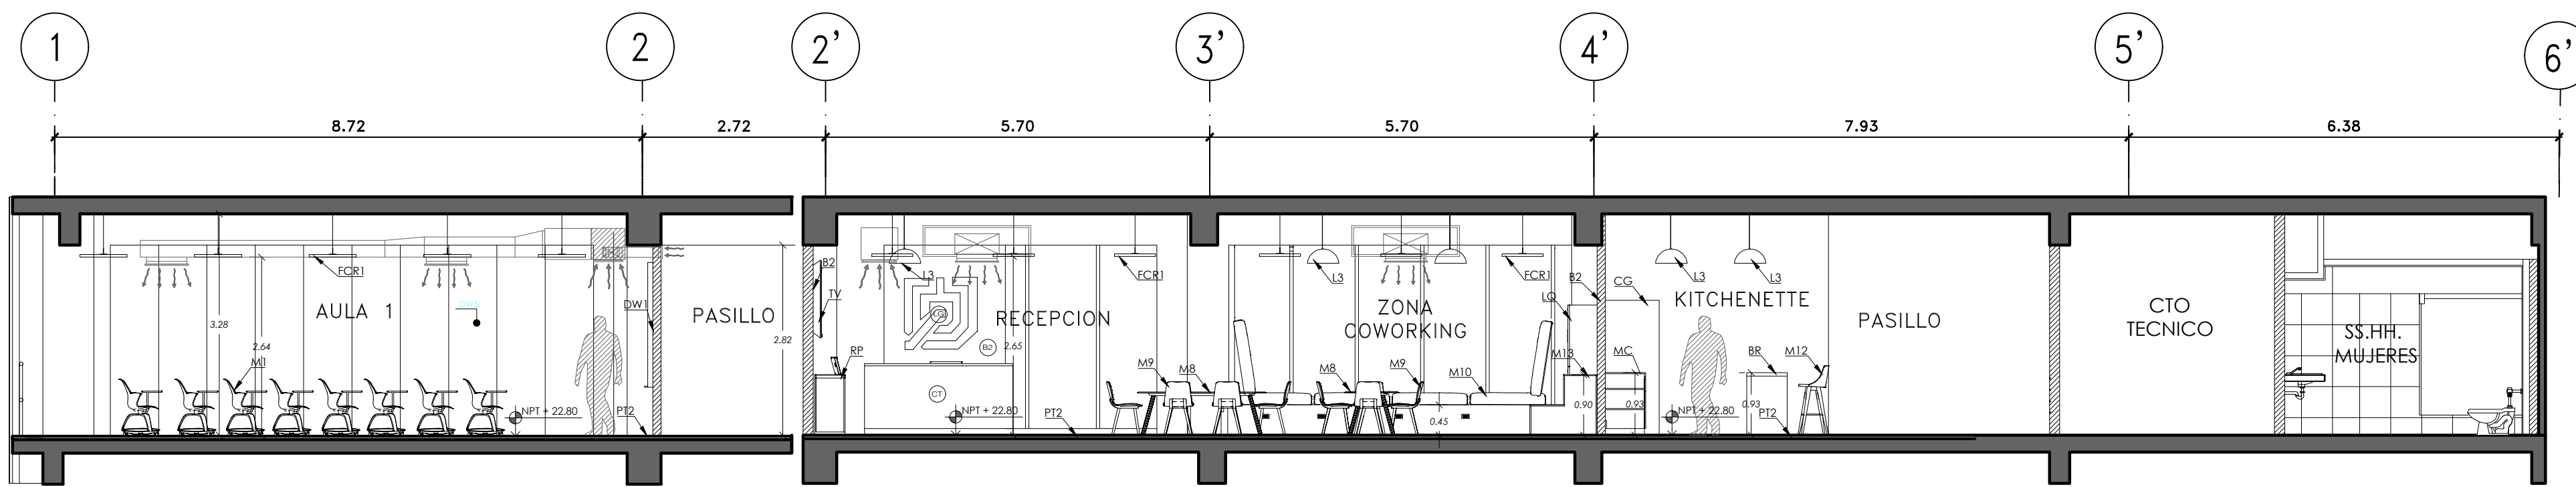 1
2
2'
3'
4'
5'
6'
8.72
2.72
5.70
5.70
7.93
6.38
FCR1
AULA 1
DW5
3.28
2.64
M1
DW1
PT2
NPT + 22.80
PASILLO
2.82
B2
TV
RP
L3
RECEPCION
B2
2.65
CT
NPT + 22.80
PT2
FCR1
M9
M8
L3
ZONA
COWORKING
M8
M9
M10
0.45
FCR1
B2
LQ
M13
0.90
CG
MC
0.93
L3
KITCHENETTE
L3
NPT + 22.80
BR
0.93
PT2
M12
PASILLO
CTO
TECNICO
SS.HH.
MUJERES